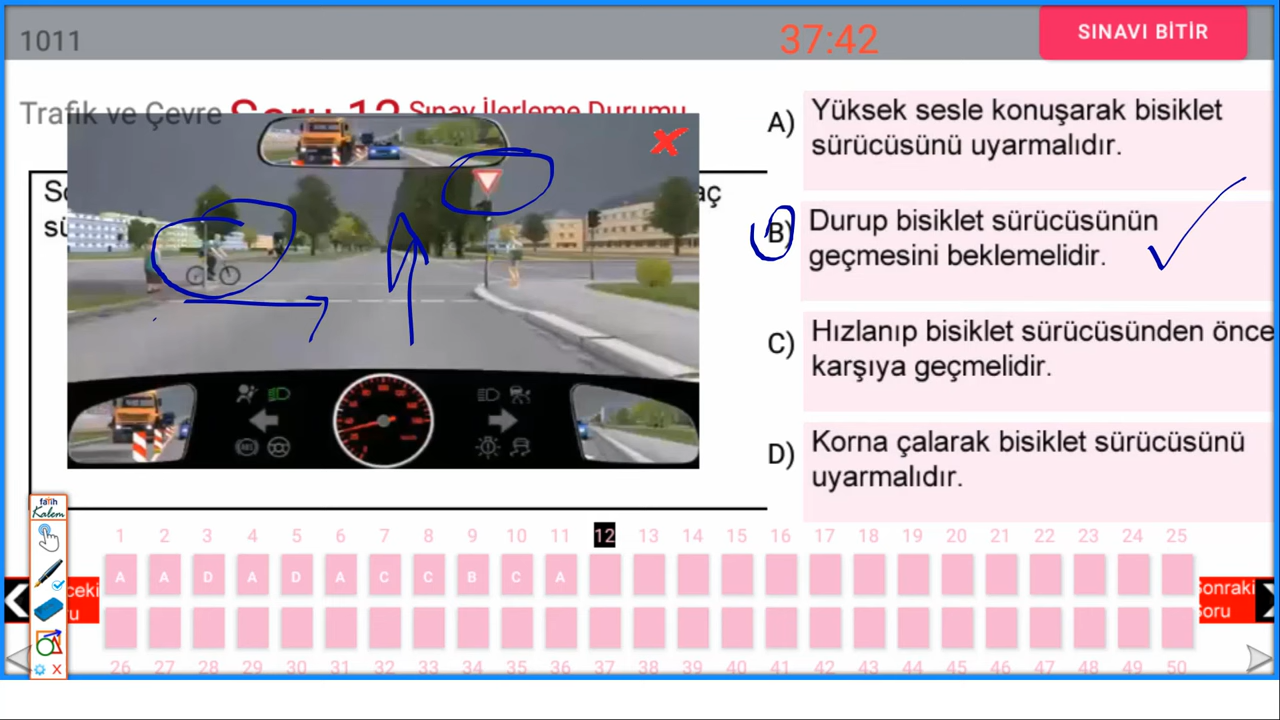 1011
37:42
SINAVI BİTİR
Trafik ve Çevre Soru 12 Sınav İlerleme Durumu
A) Yüksek sesle konuşarak bisiklet
sürücüsünü uyarmalıdır.
B) Durup bisiklet sürücüsünün
geçmesini beklemelidir.
C) Hızlanıp bisiklet sürücüsünden önce
karşıya geçmelidir.
D) Korna çalarak bisiklet sürücüsünü
uyarmalıdır.
fatih
Kalem
1 2 3 4 5 6 7 8 9 10 11 12 13 14 15 16 17 18 19 20 21 22 23 24 25
A A D A D A C C B C A
26 27 28 29 30 31 32 33 34 35 36 37 38 39 40 41 42 43 44 45 46 47 48 49 50
Sonraki
Soru